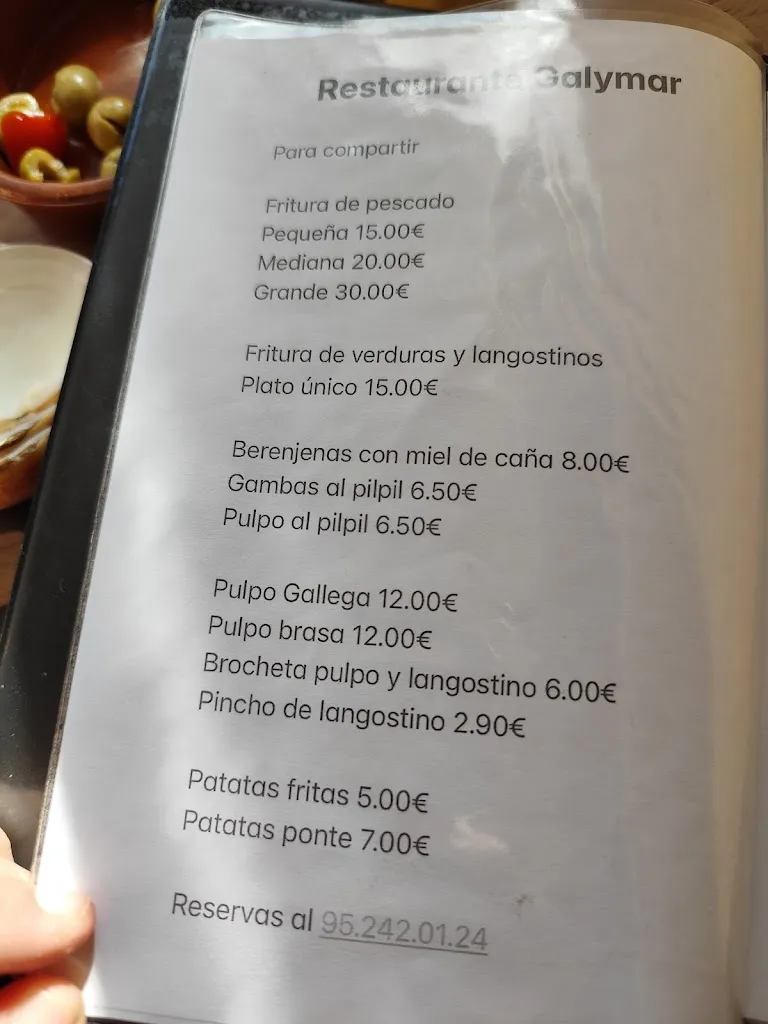 Restaurante Galymar
Para compartir
Fritura de pescado
Pequeña 15.00€
Mediana 20.00€
Grande 30.00€
Fritura de verduras y langostinos
Plato único 15.00€
Berenjenas con miel de caña 8.00€
Gambas al pilpil 6.50€
Pulpo al pilpil 6.50€
Pulpo Gallega 12.00€
Pulpo brasa 12.00€
Brocheta pulpo y langostino 6.00€
Pincho de langostino 2.90€
Patatas fritas 5.00€
Patatas ponte 7.00€
Reservas al 95.242.01.24